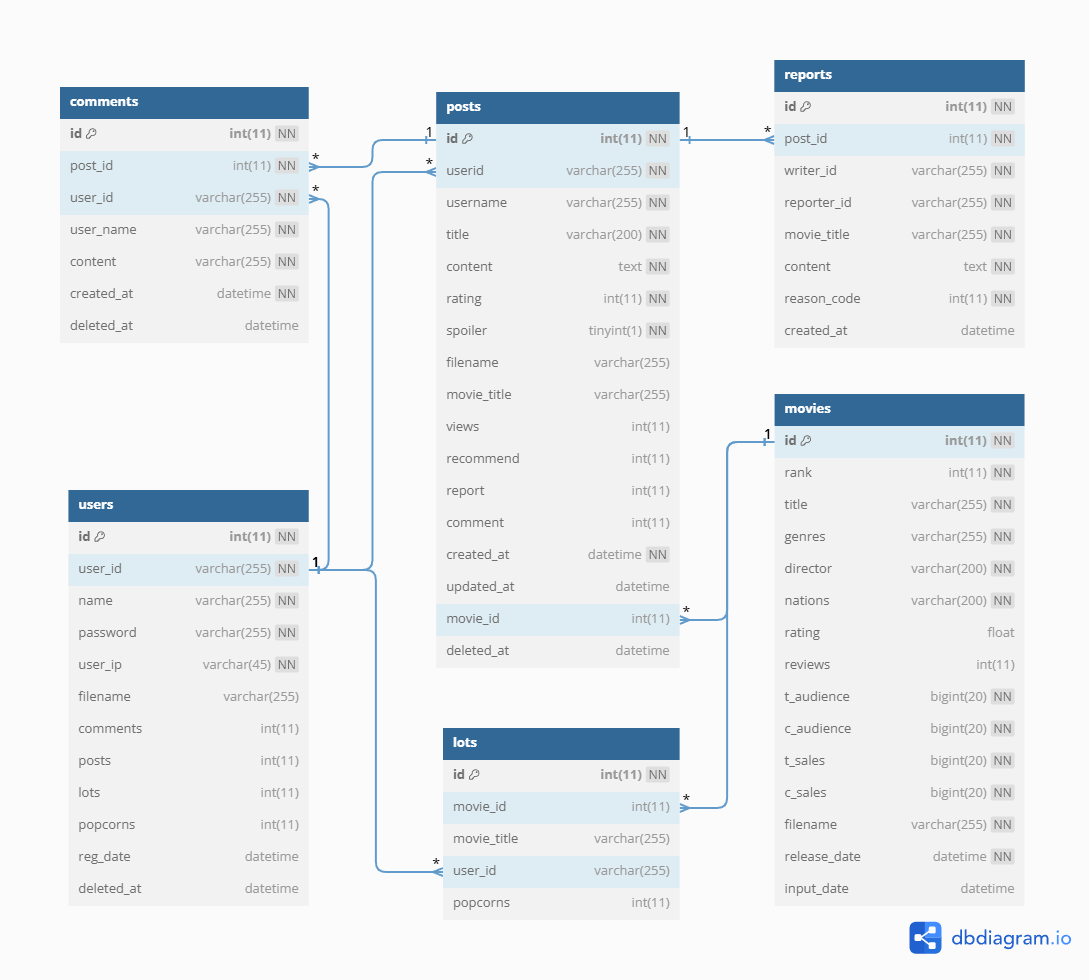 comments
id int(11) NN
post_id int(11) NN
user_id varchar(255) NN
user_name varchar(255) NN
content varchar(255) NN
created_at datetime NN
deleted_at datetime
posts
id int(11) NN
userid varchar(255) NN
username varchar(255) NN
title varchar(200) NN
content text NN
rating int(11) NN
spoiler tinyint(1) NN
filename varchar(255)
movie_title varchar(255)
views int(11)
recommend int(11)
report int(11)
comment int(11)
created_at datetime NN
updated_at datetime
movie_id int(11)
deleted_at datetime
reports
id int(11) NN
post_id int(11) NN
writer_id varchar(255) NN
reporter_id varchar(255) NN
movie_title varchar(255) NN
content text NN
reason_code int(11) NN
created_at datetime
users
id int(11) NN
user_id varchar(255) NN
name varchar(255) NN
password varchar(255) NN
user_ip varchar(45) NN
filename varchar(255)
comments int(11)
posts int(11)
lots int(11)
popcorns int(11)
reg_date datetime
deleted_at datetime
lots
id int(11) NN
movie_id int(11)
movie_title varchar(255)
user_id varchar(255)
popcorns int(11)
movies
id int(11) NN
rank int(11) NN
title varchar(255) NN
genres varchar(255) NN
director varchar(200) NN
nations varchar(200) NN
rating float
reviews int(11)
t_audience bigint(20) NN
c_audience bigint(20) NN
t_sales bigint(20) NN
c_sales bigint(20) NN
filename varchar(255) NN
release_date datetime NN
input_date datetime
1
*
*
*
1
*
1
*
1
*
*
dbdiagram.io